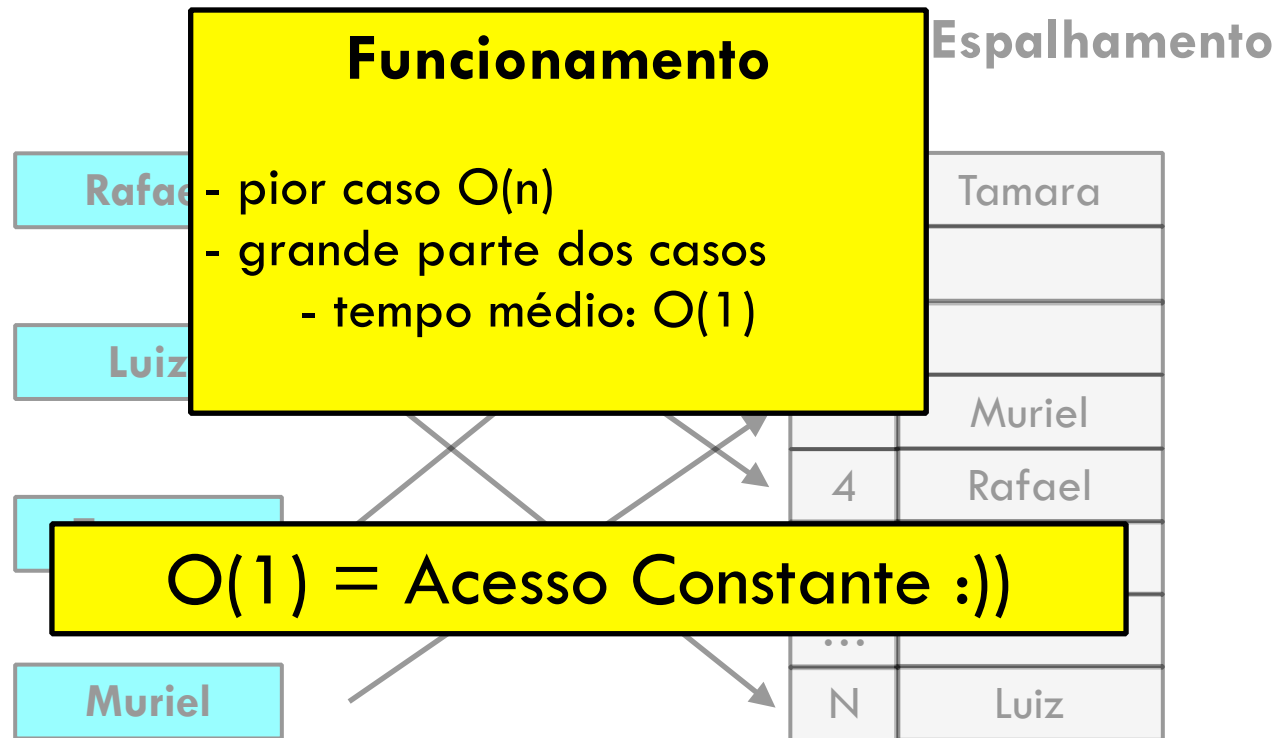 Funcionamento
Espalhamento
- pior caso O(n)
- grande parte dos casos
- tempo médio: O(1)
Luiz
Tamara
Muriel
4 Rafael
O(1) = Acesso Constante :))
...
Muriel
N Luiz